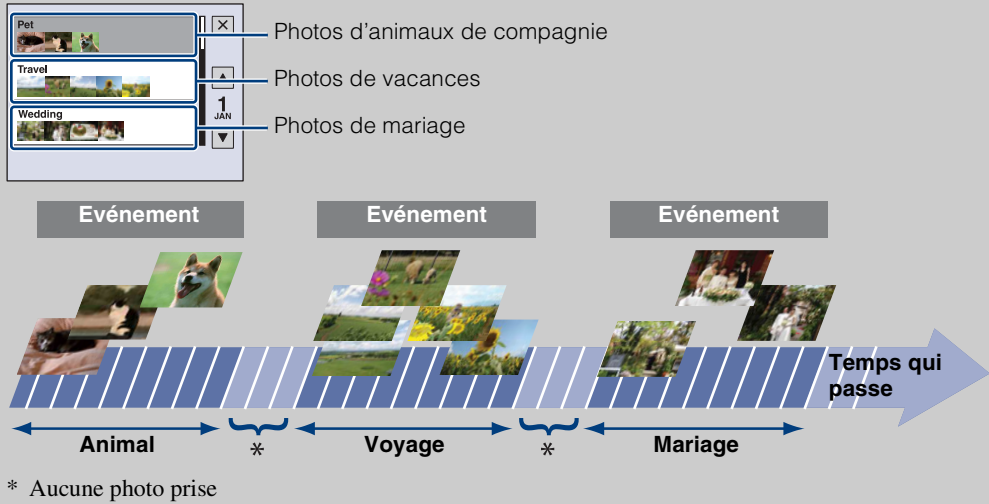 Pet
Photos d'animaux de compagnie
Travel
Photos de vacances
1
JAN
Wedding
Photos de mariage
Evénement Evénement Evénement
Temps qui
passe
Animal * Voyage * Mariage
* Aucune photo prise